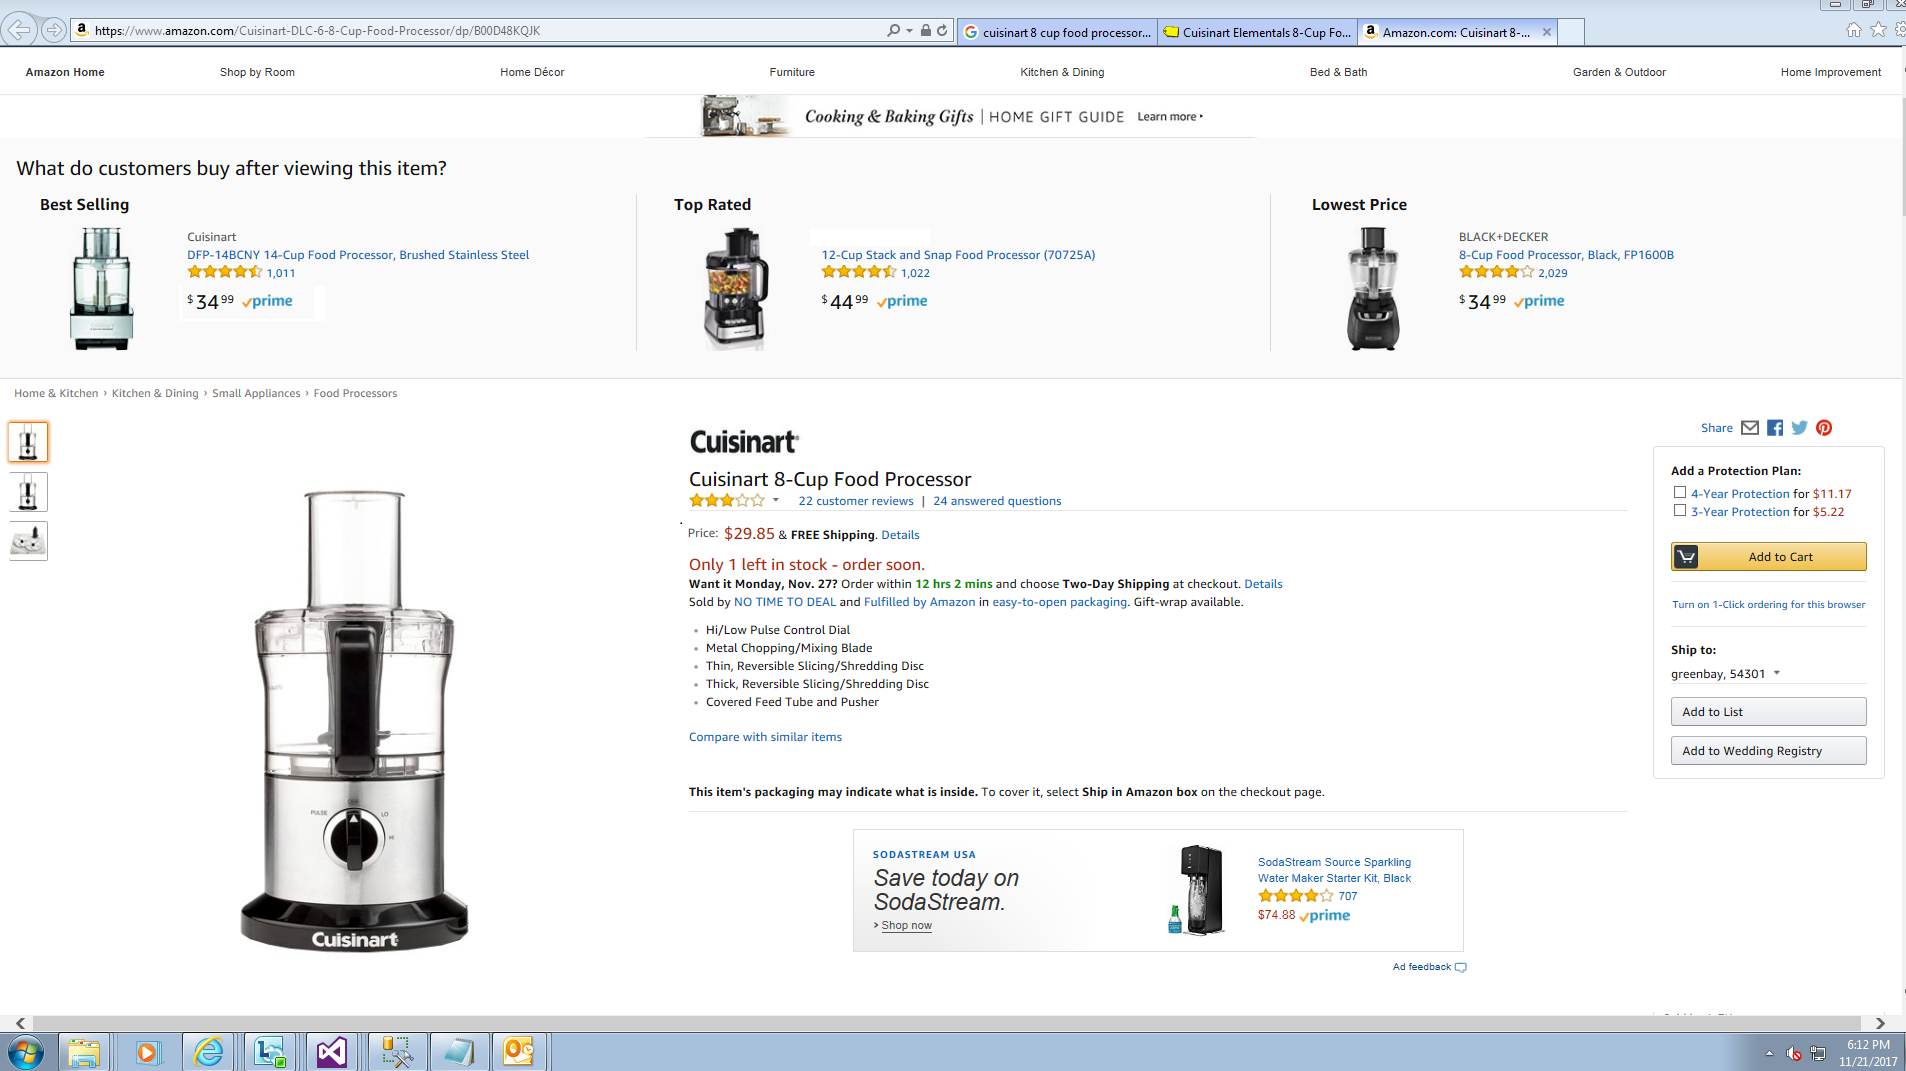 https://www.amazon.com/Cuisinart-DLC-6-8-Cup-Food-Processor/dp/B00D48KQJK
cuisinart 8 cup food processor...
Cuisinart Elementals 8-Cup Fo...
Amazon.com: Cuisinart 8-...
Amazon Home
Shop by Room
Home Décor
Furniture
Kitchen & Dining
Bed & Bath
Garden & Outdoor
Home Improvement
Cooking & Baking Gifts | HOME GIFT GUIDE Learn more ›
What do customers buy after viewing this item?
Best Selling
Cuisinart
DFP-14BCNY 14-Cup Food Processor, Brushed Stainless Steel
1,011
$34 99 prime
Top Rated
12-Cup Stack and Snap Food Processor (70725A)
1,022
$44 99 prime
Lowest Price
BLACK+DECKER
8-Cup Food Processor, Black, FP1600B
2,029
$34 99 prime
Home & Kitchen › Kitchen & Dining › Small Appliances › Food Processors
Cuisinart
Cuisinart 8-Cup Food Processor
22 customer reviews | 24 answered questions
Price: $29.85 & FREE Shipping. Details
Only 1 left in stock - order soon.
Want it Monday, Nov. 27? Order within 12 hrs 2 mins and choose Two-Day Shipping at checkout. Details
Sold by NO TIME TO DEAL and Fulfilled by Amazon in easy-to-open packaging. Gift-wrap available.
Hi/Low Pulse Control Dial
Metal Chopping/Mixing Blade
Thin, Reversible Slicing/Shredding Disc
Thick, Reversible Slicing/Shredding Disc
Covered Feed Tube and Pusher
Compare with similar items
This item's packaging may indicate what is inside. To cover it, select Ship in Amazon box on the checkout page.
PULSE
OFF
LO
HI
Cuisinart
SODASTREAM USA
Save today on
SodaStream.
› Shop now
SodaStream Source Sparkling
Water Maker Starter Kit, Black
707
$74.88 prime
Ad feedback
Share
Add a Protection Plan:
4-Year Protection for $11.17
3-Year Protection for $5.22
Add to Cart
Turn on 1-Click ordering for this browser
Ship to:
greenbay, 54301
Add to List
Add to Wedding Registry
6:12 PM
11/21/2017